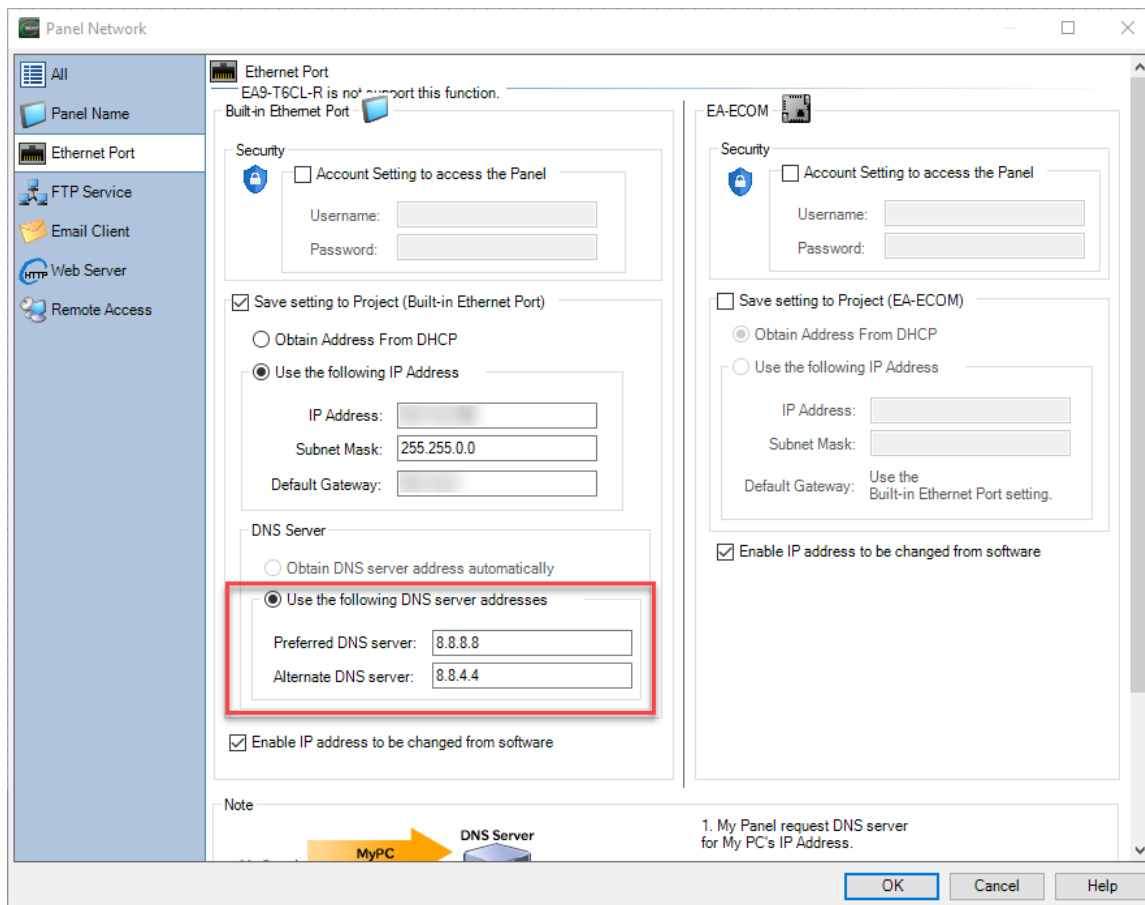 Panel Network
All
Panel Name
Ethernet Port
FTP Service
Email Client
HTTP Web Server
Remote Access
Ethernet Port
EA9-T6CL-R is not support this function.
Built-in Ethernet Port
Security
Account Setting to access the Panel
Username:
Password:
Save setting to Project (Built-in Ethernet Port)
Obtain Address From DHCP
Use the following IP Address
IP Address:
Subnet Mask: 255.255.0.0
Default Gateway:
DNS Server
Obtain DNS server address automatically
Use the following DNS server addresses
Preferred DNS server: 8.8.8.8
Alternate DNS server: 8.8.4.4
Enable IP address to be changed from software
EA-ECOM
Security
Account Setting to access the Panel
Username:
Password:
Save setting to Project (EA-ECOM)
Obtain Address From DHCP
Use the following IP Address
IP Address:
Subnet Mask:
Default Gateway: Use the
Built-in Ethernet Port setting.
Enable IP address to be changed from software
Note
MyPC
DNS Server
1. My Panel request DNS server
for My PC's IP Address.
OK
Cancel
Help